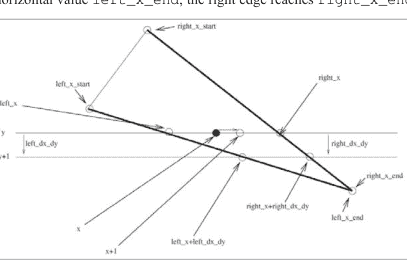 horizontal value left_x_end, the right edge reaches right_x_end
right_x_start
left_x_start
right_x
left_x
y
left_dx_dy
right_dx_dy
y+1
right_x_end
right_x+right_dx_dy
left_x_end
x
left_x+left_dx_dy
x+1